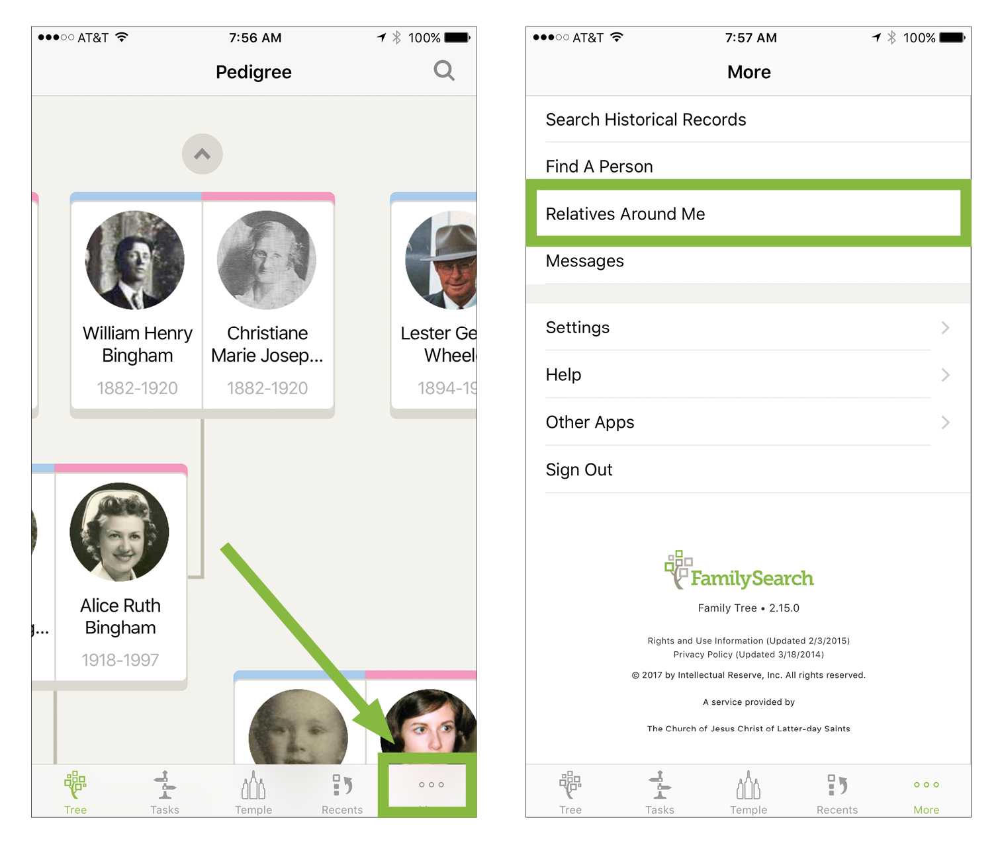 AT&T 7:56 AM 100%
Pedigree
William Henry
Bingham
1882-1920
Christiane
Marie Josep...
1882-1920
Lester Ge
Wheel
1894-19
g...
Alice Ruth
Bingham
1918-1997
Tree
Tasks
Temple
Recents
AT&T 7:57 AM 100%
More
Search Historical Records
Find A Person
Relatives Around Me
Messages
Settings
Help
Other Apps
Sign Out
FamilySearch
Family Tree • 2.15.0
Rights and Use Information (Updated 2/3/2015)
Privacy Policy (Updated 3/18/2014)
© 2017 by Intellectual Reserve, Inc. All rights reserved.
A service provided by
The Church of Jesus Christ of Latter-day Saints
Tree
Tasks
Temple
Recents
More